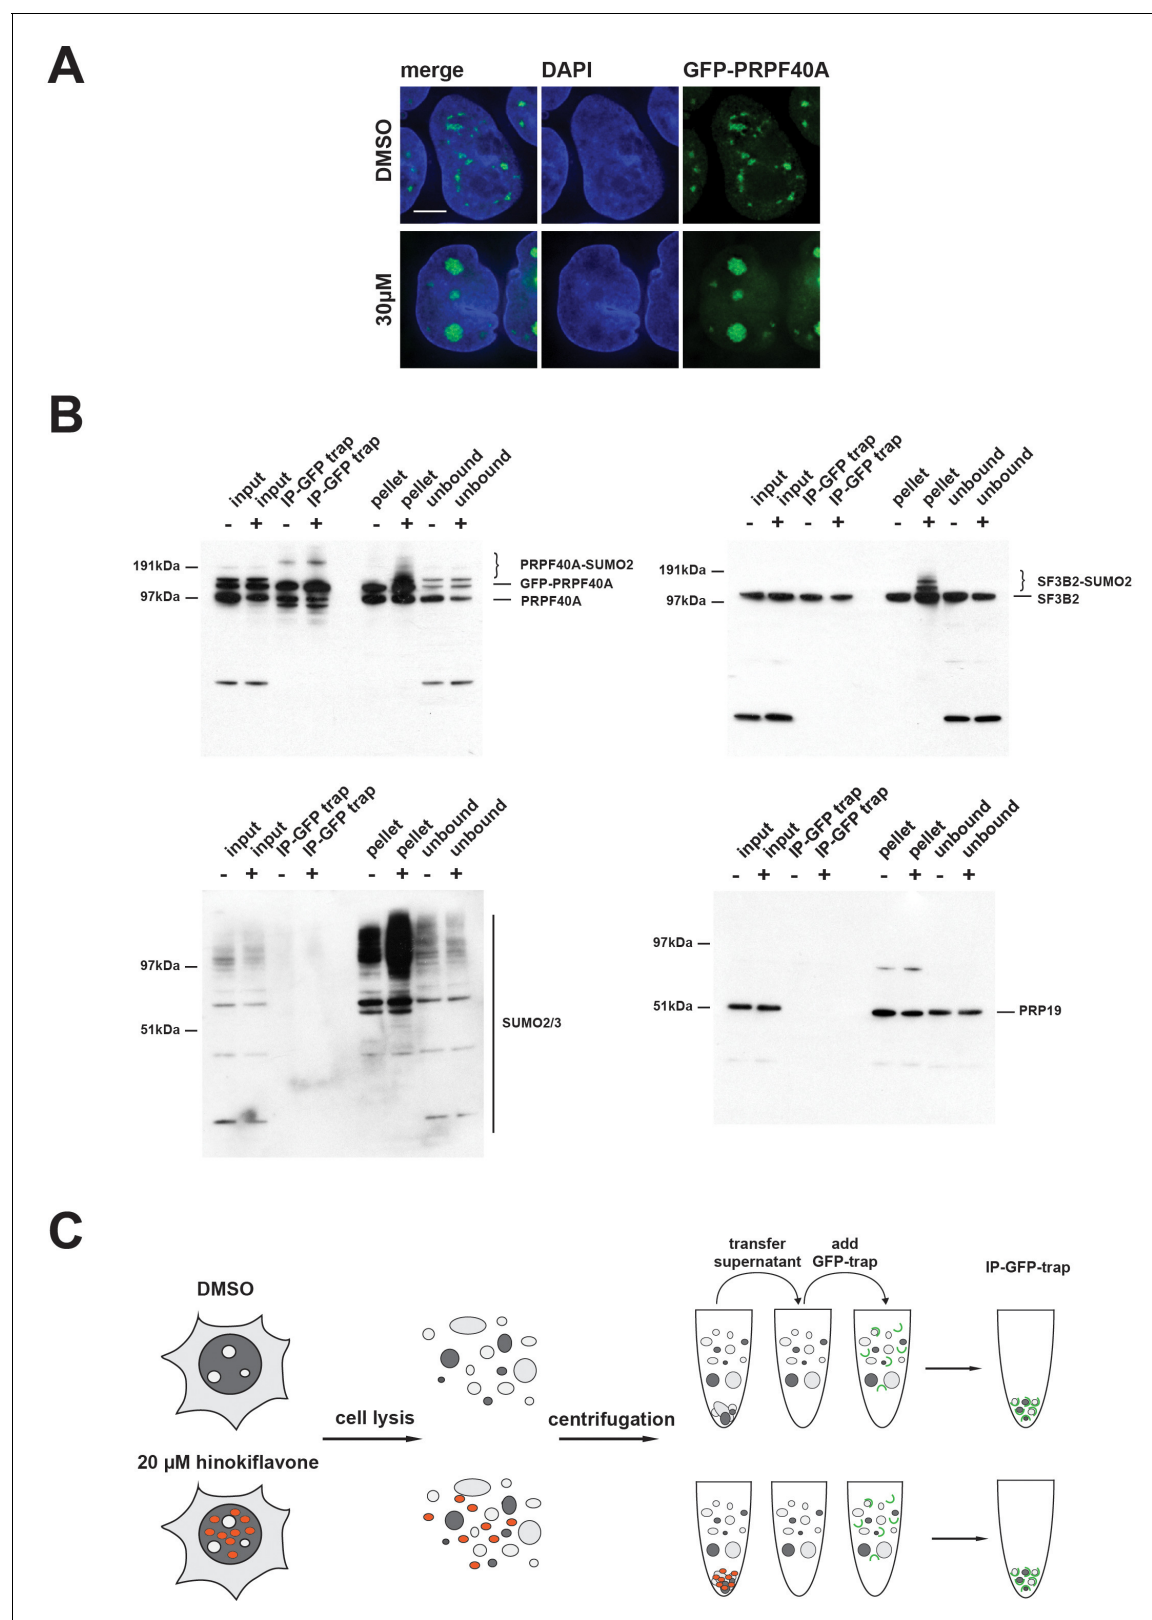 A
merge DAPI GFP-PRPF40A
DMSO
30µM
B
input input IP-GFP trap IP-GFP trap pellet pellet unbound unbound
- + - + - + - +
191kDa
97kDa
PRPF40A-SUMO2
GFP-PRPF40A
PRPF40A
input input IP-GFP trap IP-GFP trap pellet pellet unbound unbound
- + - + - + - +
191kDa
97kDa
SF3B2-SUMO2
SF3B2
input input IP-GFP trap IP-GFP trap pellet pellet unbound unbound
- + - + - + - +
97kDa
51kDa
SUMO2/3
input input IP-GFP trap IP-GFP trap pellet pellet unbound unbound
- + - + - + - +
97kDa
51kDa
PRP19
C
DMSO
20 µM hinokiflavone
cell lysis
centrifugation
transfer
supernatant
add
GFP-trap
IP-GFP-trap